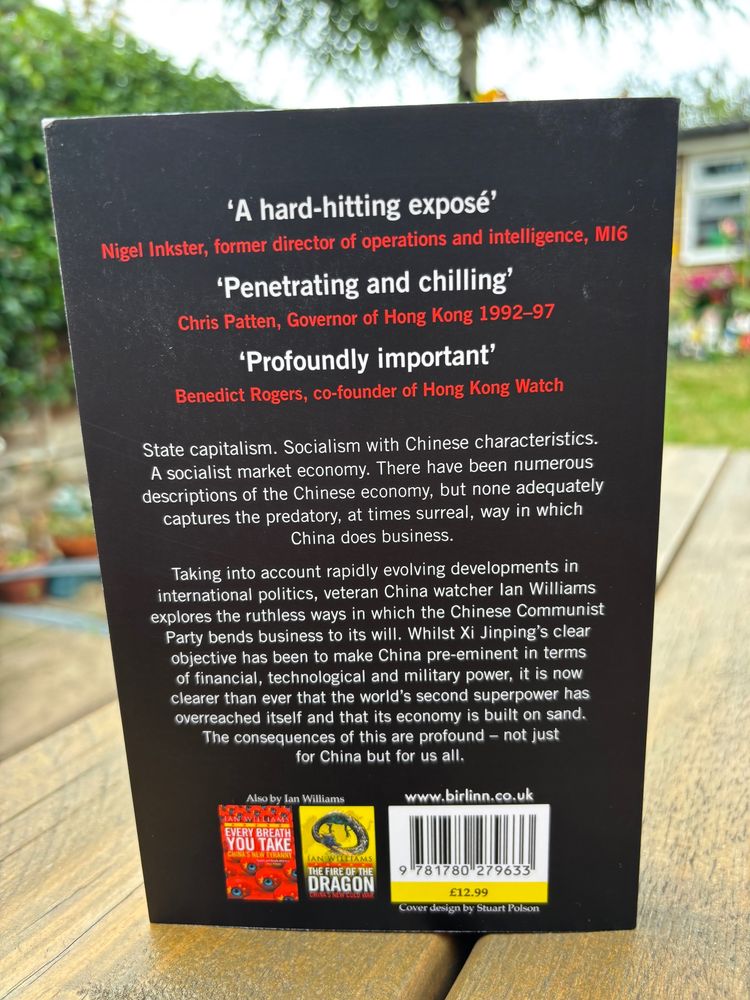 ‘A hard-hitting exposé’
Nigel Inkster, former director of operations and intelligence, MI6
‘Penetrating and chilling’
Chris Patten, Governor of Hong Kong 1992–97
‘Profoundly important’
Benedict Rogers, co-founder of Hong Kong Watch
State capitalism. Socialism with Chinese characteristics.
A socialist market economy. There have been numerous
descriptions of the Chinese economy, but none adequately
captures the predatory, at times surreal, way in which
China does business.
Taking into account rapidly evolving developments in
international politics, veteran China watcher Ian Williams
explores the ruthless ways in which the Chinese Communist
Party bends business to its will. Whilst Xi Jinping’s clear
objective has been to make China pre-eminent in terms
of financial, technological and military power, it is now
clearer than ever that the world’s second superpower has
overreached itself and that its economy is built on sand.
The consequences of this are profound – not just
for China but for us all.
Also by Ian Williams
IAN WILLIAMS
EVERY BREATH
YOU TAKE
CHINA'S NEW TYRANNY
IAN WILLIAMS
THE FIRE OF THE
DRAGON
CHINA'S NEW COLD WAR
www.birlinn.co.uk
9 781780 279633
£12.99
Cover design by Stuart Polson